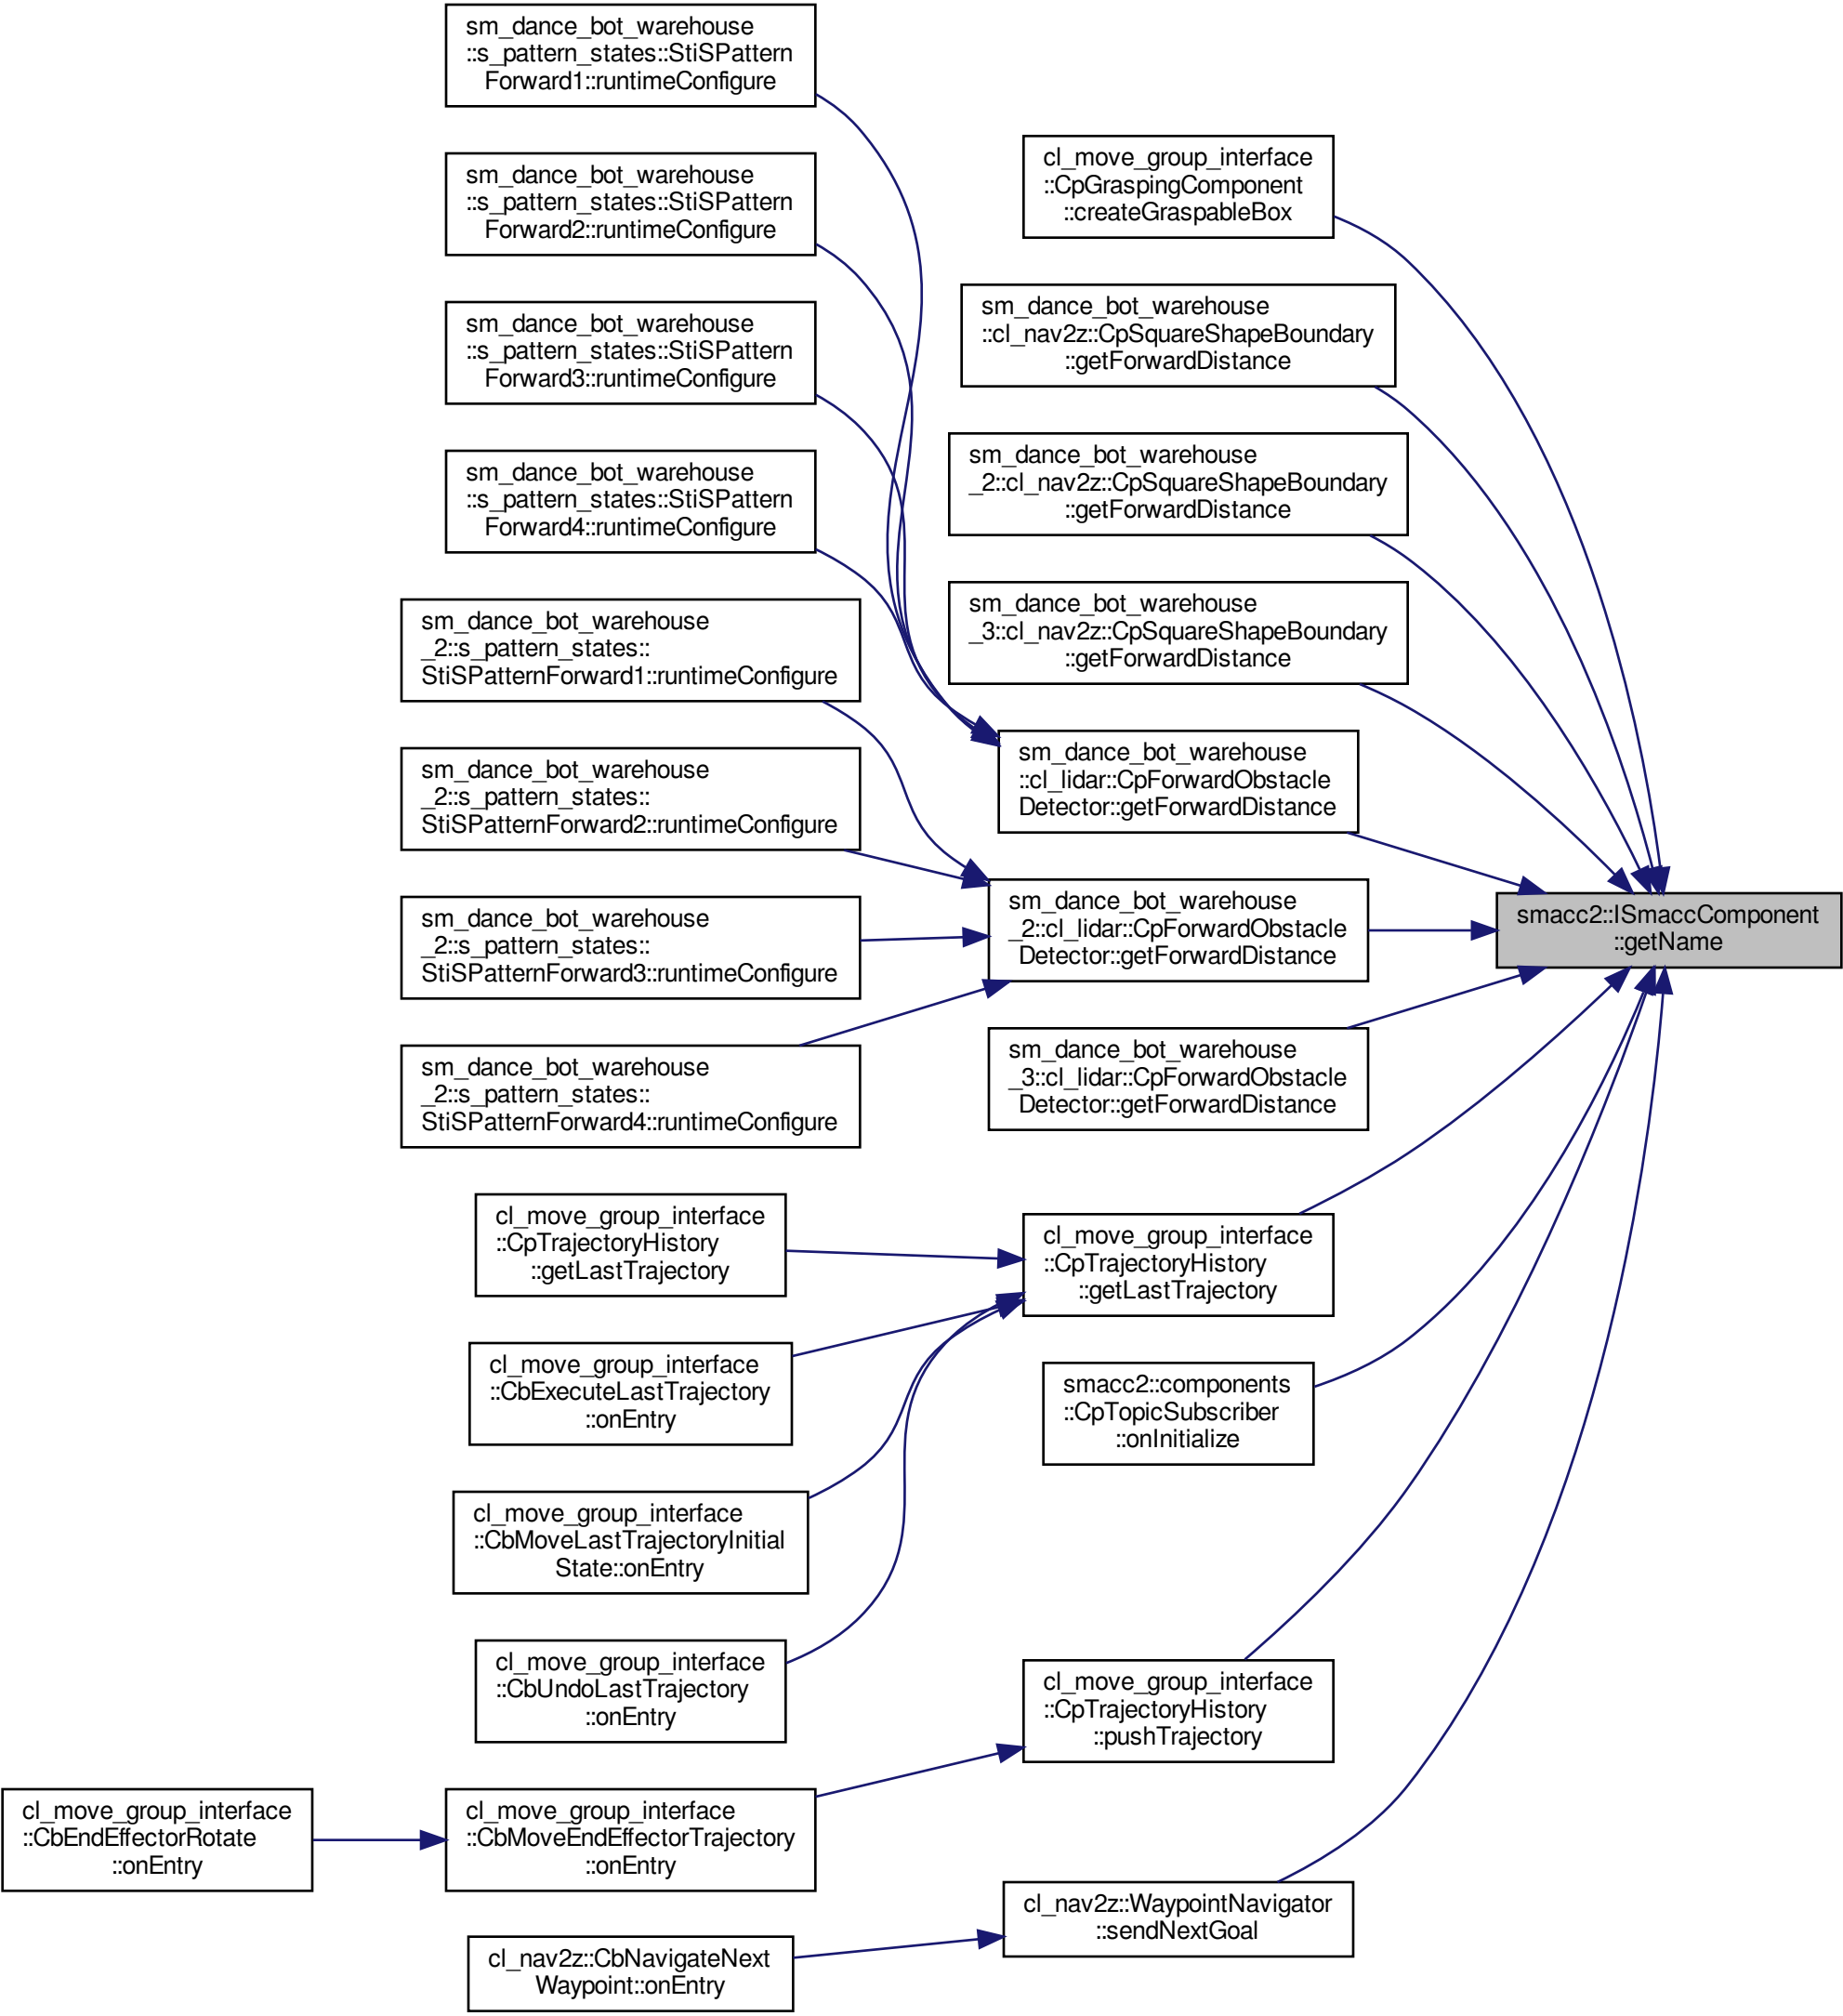 sm_dance_bot_warehouse
::s_pattern_states::StiSPattern
Forward1::runtimeConfigure
sm_dance_bot_warehouse
::s_pattern_states::StiSPattern
Forward2::runtimeConfigure
sm_dance_bot_warehouse
::s_pattern_states::StiSPattern
Forward3::runtimeConfigure
sm_dance_bot_warehouse
::s_pattern_states::StiSPattern
Forward4::runtimeConfigure
sm_dance_bot_warehouse
_2::s_pattern_states::
StiSPatternForward1::runtimeConfigure
sm_dance_bot_warehouse
_2::s_pattern_states::
StiSPatternForward2::runtimeConfigure
sm_dance_bot_warehouse
_2::s_pattern_states::
StiSPatternForward3::runtimeConfigure
sm_dance_bot_warehouse
_2::s_pattern_states::
StiSPatternForward4::runtimeConfigure
cl_move_group_interface
::CpTrajectoryHistory
::getLastTrajectory
cl_move_group_interface
::CbExecuteLastTrajectory
::onEntry
cl_move_group_interface
::CbMoveLastTrajectoryInitial
State::onEntry
cl_move_group_interface
::CbUndoLastTrajectory
::onEntry
cl_move_group_interface
::CbEndEffectorRotate
::onEntry
cl_move_group_interface
::CbMoveEndEffectorTrajectory
::onEntry
cl_nav2z::CbNavigateNext
Waypoint::onEntry
cl_move_group_interface
::CpGraspingComponent
::createGraspableBox
sm_dance_bot_warehouse
::cl_nav2z::CpSquareShapeBoundary
::getForwardDistance
sm_dance_bot_warehouse
_2::cl_nav2z::CpSquareShapeBoundary
::getForwardDistance
sm_dance_bot_warehouse
_3::cl_nav2z::CpSquareShapeBoundary
::getForwardDistance
sm_dance_bot_warehouse
::cl_lidar::CpForwardObstacle
Detector::getForwardDistance
sm_dance_bot_warehouse
_2::cl_lidar::CpForwardObstacle
Detector::getForwardDistance
sm_dance_bot_warehouse
_3::cl_lidar::CpForwardObstacle
Detector::getForwardDistance
cl_move_group_interface
::CpTrajectoryHistory
::getLastTrajectory
smacc2::components
::CpTopicSubscriber
::onInitialize
cl_move_group_interface
::CpTrajectoryHistory
::pushTrajectory
cl_nav2z::WaypointNavigator
::sendNextGoal
smacc2::ISmaccComponent
::getName